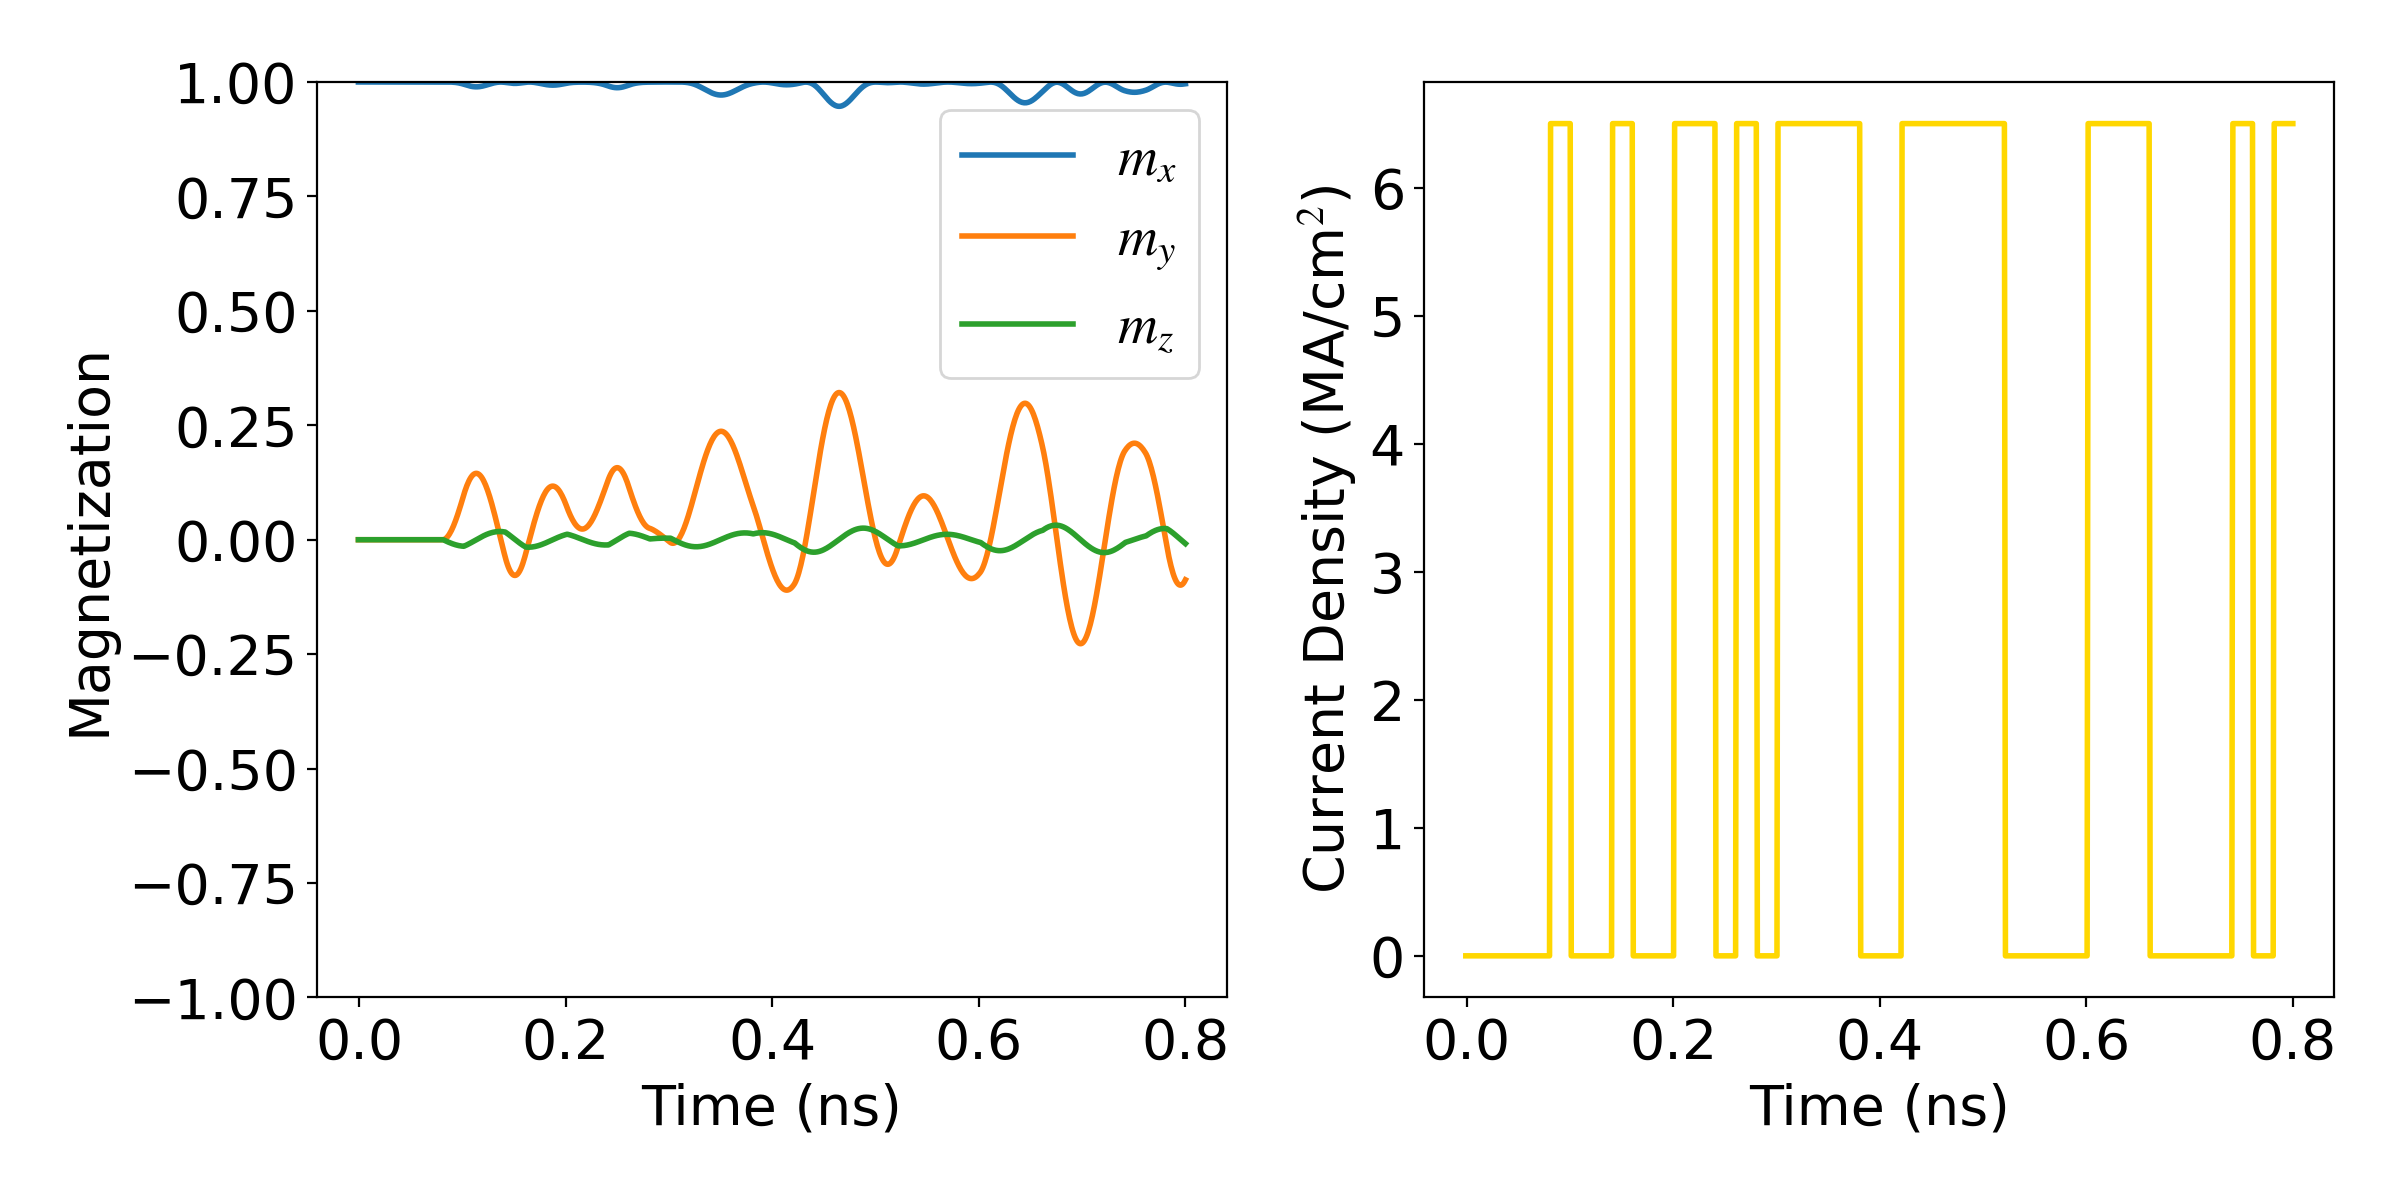 Magnetization
1.00
0.75
0.50
0.25
0.00
−0.25
−0.50
−0.75
−1.00
0.0 0.2 0.4 0.6 0.8
Time (ns)
m_x
m_y
m_z
Current Density (MA/cm²)
6
5
4
3
2
1
0
0.0 0.2 0.4 0.6 0.8
Time (ns)